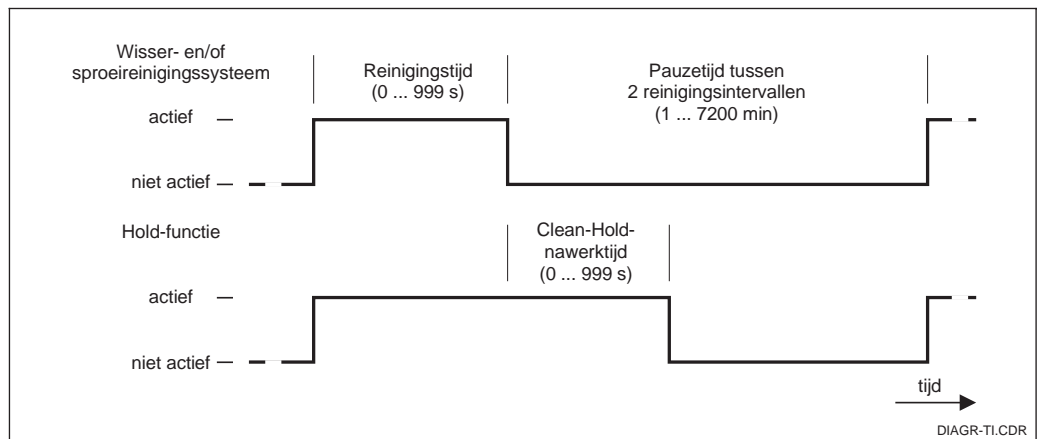 Wisser- en/of
sproeireinigingssysteem
Reinigingstijd
(0 ... 999 s)
Pauzetijd tussen
2 reinigingsintervallen
(1 ... 7200 min)
actief
niet actief
Hold-functie
Clean-Hold-
nawerktijd
(0 ... 999 s)
actief
niet actief
tijd
DIAGR-TI.CDR